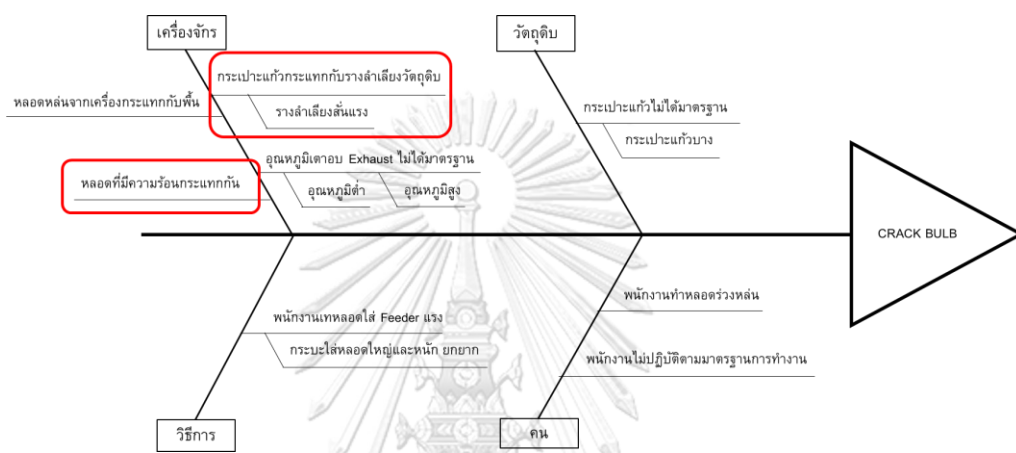 เครื่องจักร
วัตถุดิบ
กระเปาะแก้วกระแทกกับรางลำเลียงวัตถุดิบ
หลอดหล่นจากเครื่องกระแทกกับพื้น
รางลำเลียงสั่นแรง
กระเปาะแก้วไม่ได้มาตรฐาน
กระเปาะแก้วบาง
อุณหภูมิเตาอบ Exhaust ไม่ได้มาตรฐาน
หลอดที่มีความร้อนกระแทกกัน
อุณหภูมิต่ำ
อุณหภูมิสูง
CRACK BULB
พนักงานทำหลอดร่วงหล่น
พนักงานเทหลอดใส่ Feeder แรง
กระบะใส่หลอดใหญ่และหนัก ยกยาก
พนักงานไม่ปฏิบัติตามมาตรฐานการทำงาน
วิธีการ
คน